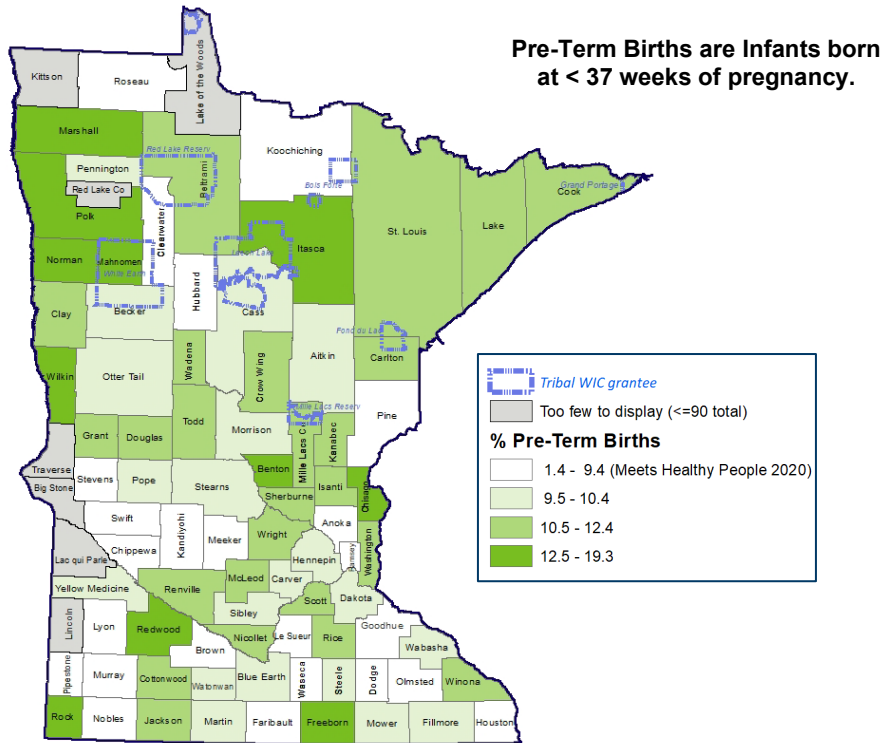 Pre-Term Births are Infants born
at < 37 weeks of pregnancy.
Kittson
Roseau
Lake of the Woods
Marshall
Koochiching
Red Lake Reserv
Pennington
Beltrami
Red Lake Co
Bois Forte
Cook
Grand Portage
Polk
Clearwater
St. Louis
Lake
Itasca
Norman
Mahnomen
White Earth
Leech Lake
Hubbard
Cass
Becker
Clay
Fond du Lac
Aitkin
Carlton
Wadena
Crow Wing
Wilkin
Otter Tail
Pine
Mille Lacs Reserv
Todd
Morrison
Mille Lacs Co
Kanabec
Grant
Douglas
Traverse
Stevens
Pope
Stearns
Benton
Isanti
Chisago
Big Stone
Sherburne
Swift
Kandiyohi
Meeker
Anoka
Wright
Ramsey
Washington
Chippewa
Lac qui Parle
Hennepin
McLeod
Carver
Yellow Medicine
Renville
Scott
Dakota
Sibley
Lincoln
Lyon
Redwood
Nicollet
Le Sueur
Rice
Goodhue
Wabasha
Brown
Pipestone
Murray
Cottonwood
Watonwan
Blue Earth
Waseca
Steele
Dodge
Olmsted
Winona
Rock
Nobles
Jackson
Martin
Faribault
Freeborn
Mower
Fillmore
Houston
Tribal WIC grantee
Too few to display (<=90 total)
% Pre-Term Births
1.4 - 9.4 (Meets Healthy People 2020)
9.5 - 10.4
10.5 - 12.4
12.5 - 19.3